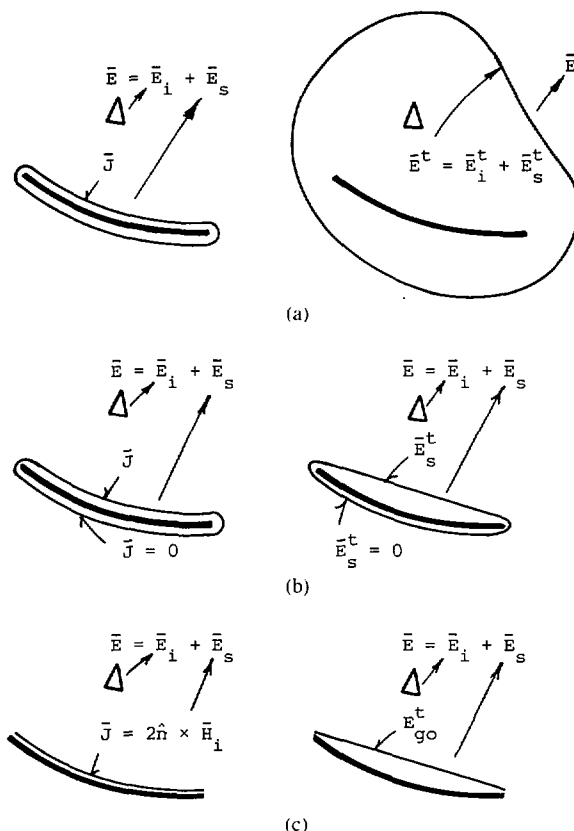 Ē = Ē_i + Ē_s
J̄
Ē
Ē^t = Ē_i^t + Ē_s^t
(a)
Ē = Ē_i + Ē_s
J̄
J̄ = 0
Ē = Ē_i + Ē_s
Ē_s^t
Ē_s^t = 0
(b)
Ē = Ē_i + Ē_s
J̄ = 2n̂ × H̄_i
Ē = Ē_i + Ē_s
E_go^t
(c)